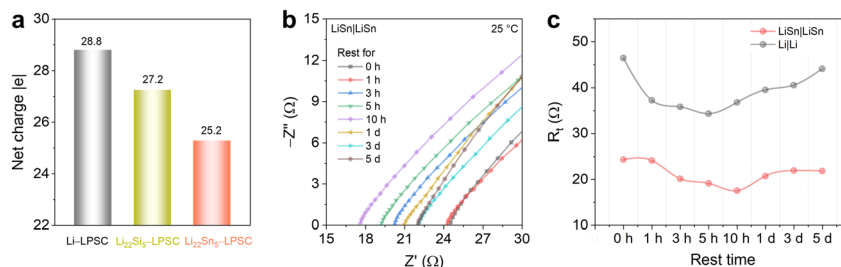 a
Net charge |e|
30
28
26
24
22
28.8
27.2
25.2
Li–LPSC
Li₂₂Si₅–LPSC
Li₂₂Sn₅–LPSC
b
−Z'' (Ω)
15
12
9
6
3
0
LiSn|LiSn
25 °C
Rest for
0 h
1 h
3 h
5 h
10 h
1 d
3 d
5 d
15
18
21
24
27
30
Z' (Ω)
c
Rₜ (Ω)
50
40
30
20
10
LiSn|LiSn
Li|Li
0 h
1 h
3 h
5 h
10 h
1 d
3 d
5 d
Rest time